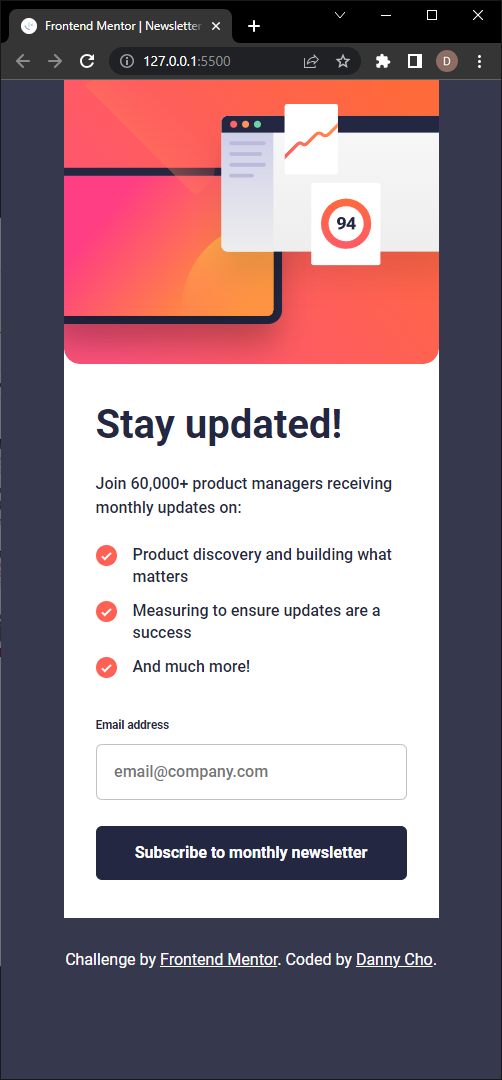 Frontend Mentor | Newsletter
127.0.0.1:5500
D
94
Stay updated!
Join 60,000+ product managers receiving
monthly updates on:
Product discovery and building what
matters
Measuring to ensure updates are a
success
And much more!
Email address
email@company.com
Subscribe to monthly newsletter
Challenge by Frontend Mentor. Coded by Danny Cho.